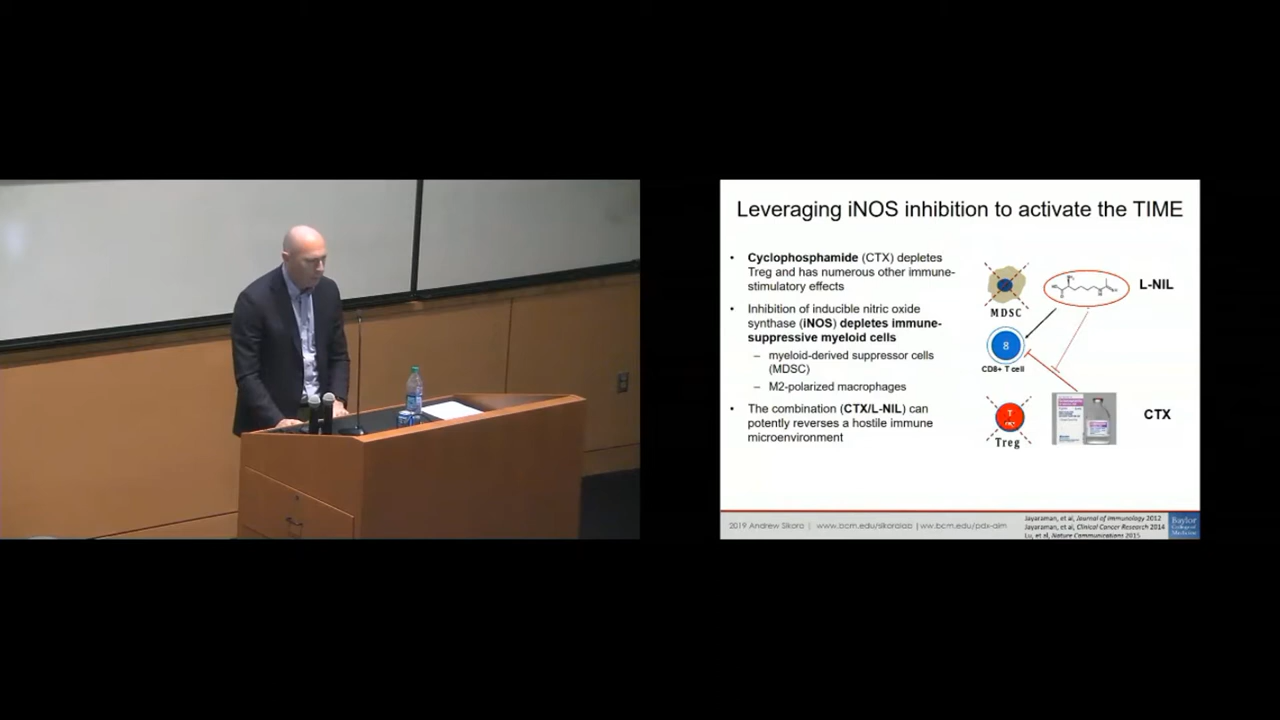 Leveraging iNOS inhibition to activate the TIME
• Cyclophosphamide (CTX) depletes
Treg and has numerous other immune-
stimulatory effects
• Inhibition of inducible nitric oxide
synthase (iNOS) depletes immune-
suppressive myeloid cells
– myeloid-derived suppressor cells
(MDSC)
– M2-polarized macrophages
• The combination (CTX/L-NIL) can
potently reverses a hostile immune
microenvironment
MDSC
L-NIL
8
CD8+ T cell
T
Treg
CTX
2019 Andrew Sikora | www.bcm.edu/sikoralab | ww.bcm.edu/pdx-aim
Jayaraman, et al, Journal of Immunology 2012
Jayaraman, et al, Clinical Cancer Research 2014
Lu, et al, Nature Communications 2015
Baylor
College of
Medicine